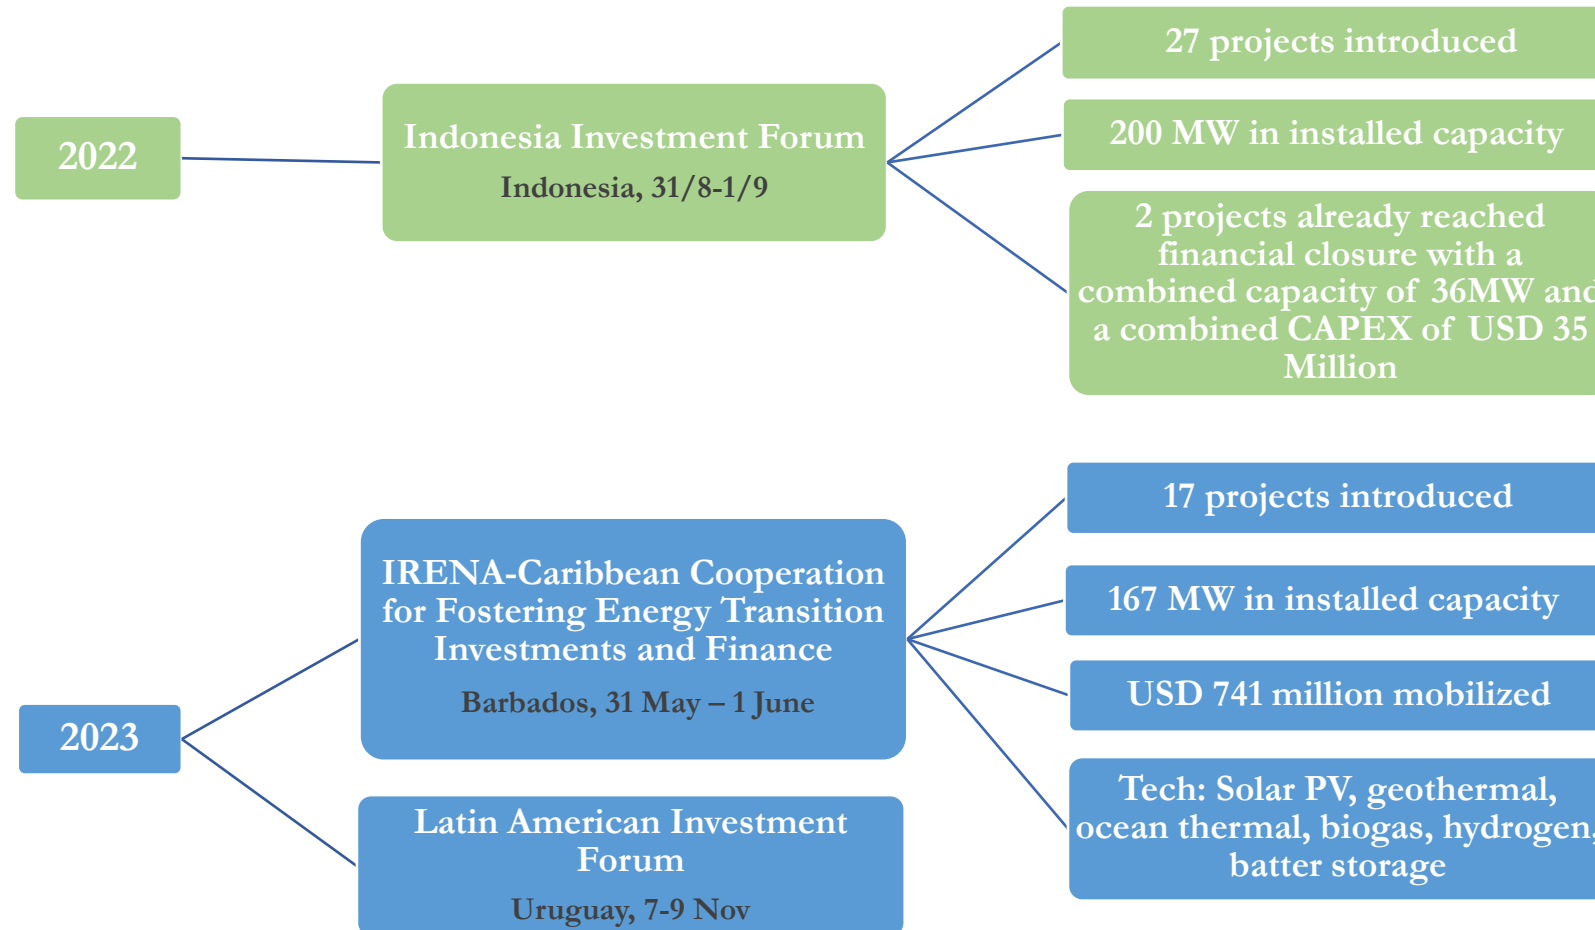 2022
Indonesia Investment Forum
Indonesia, 31/8-1/9
27 projects introduced
200 MW in installed capacity
2 projects already reached
financial closure with a
combined capacity of 36MW and
a combined CAPEX of USD 35
Million
2023
IRENA-Caribbean Cooperation
for Fostering Energy Transition
Investments and Finance
Barbados, 31 May – 1 June
17 projects introduced
167 MW in installed capacity
USD 741 million mobilized
Tech: Solar PV, geothermal,
ocean thermal, biogas, hydrogen,
batter storage
Latin American Investment
Forum
Uruguay, 7-9 Nov